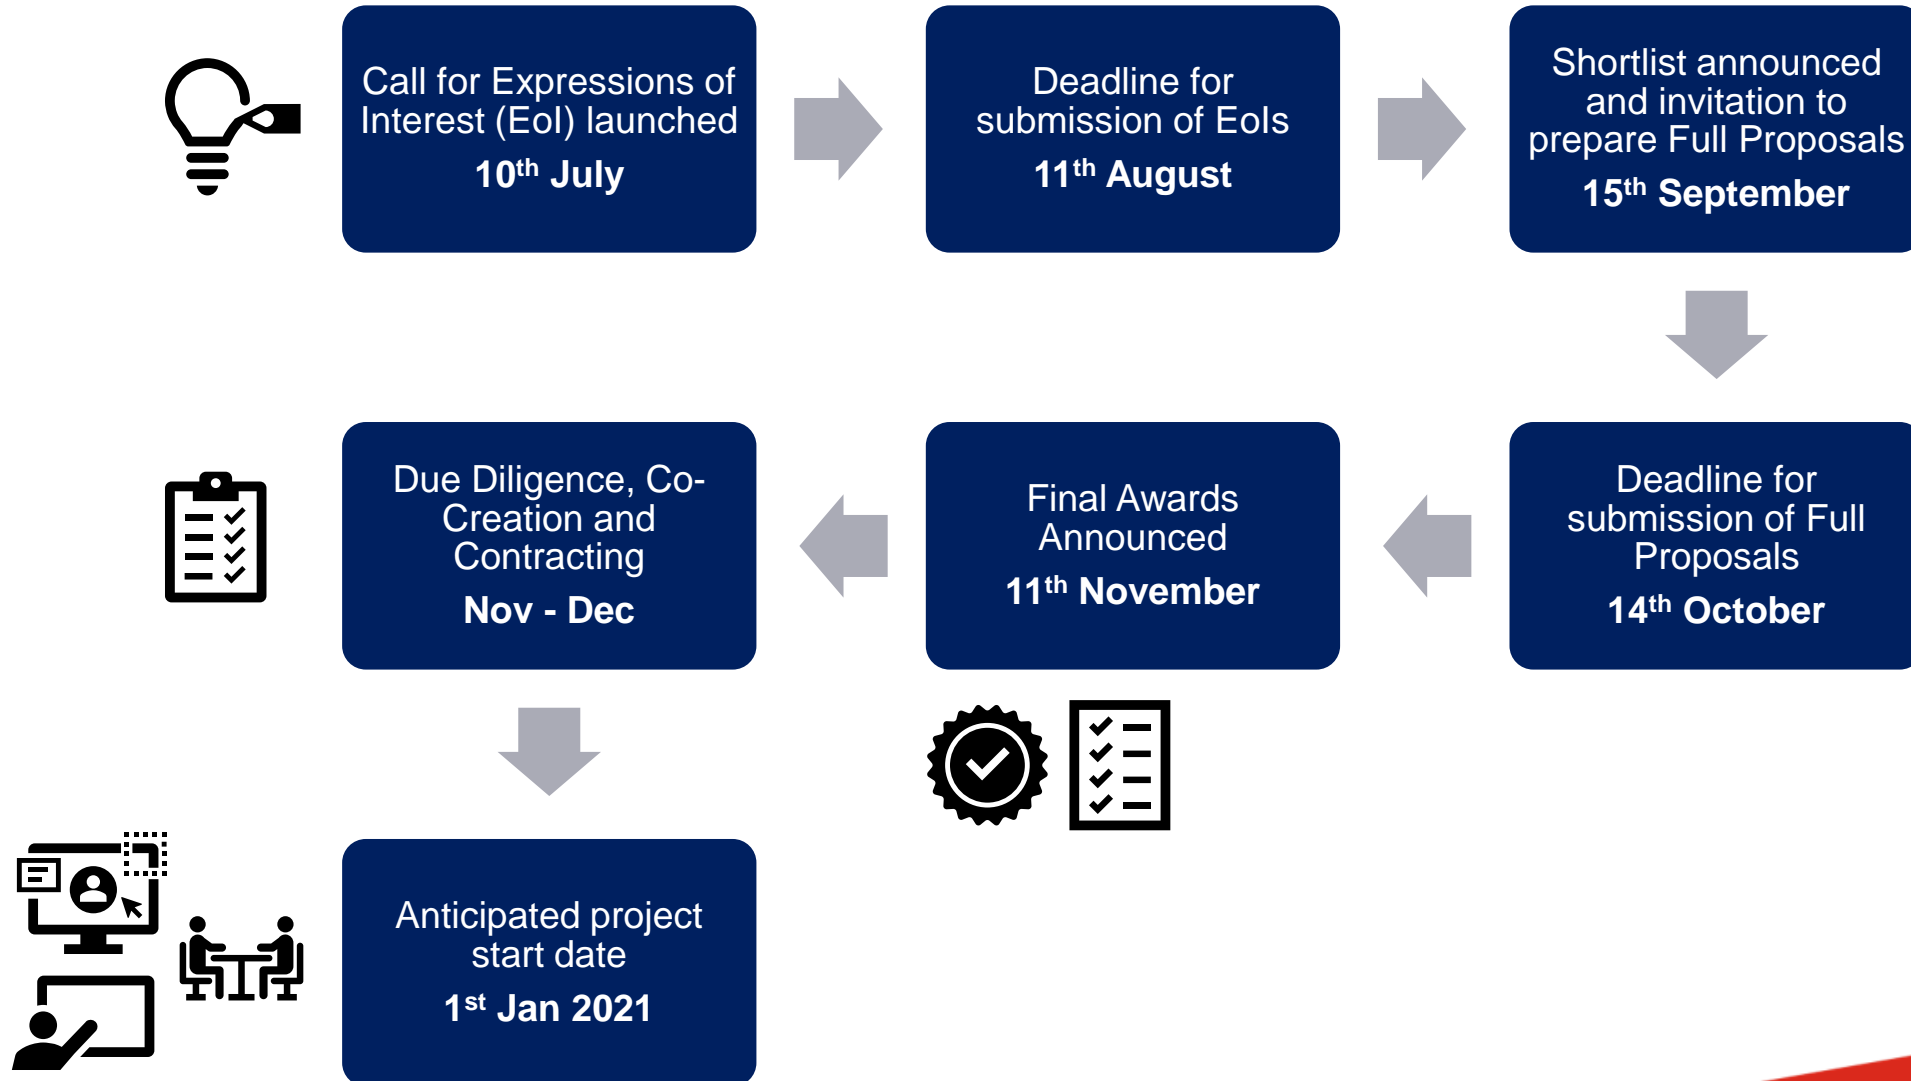 Call for Expressions of
Interest (EoI) launched
10th July
Deadline for
submission of EoIs
11th August
Shortlist announced
and invitation to
prepare Full Proposals
15th September
Due Diligence, Co-
Creation and
Contracting
Nov - Dec
Final Awards
Announced
11th November
Deadline for
submission of Full
Proposals
14th October
Anticipated project
start date
1st Jan 2021